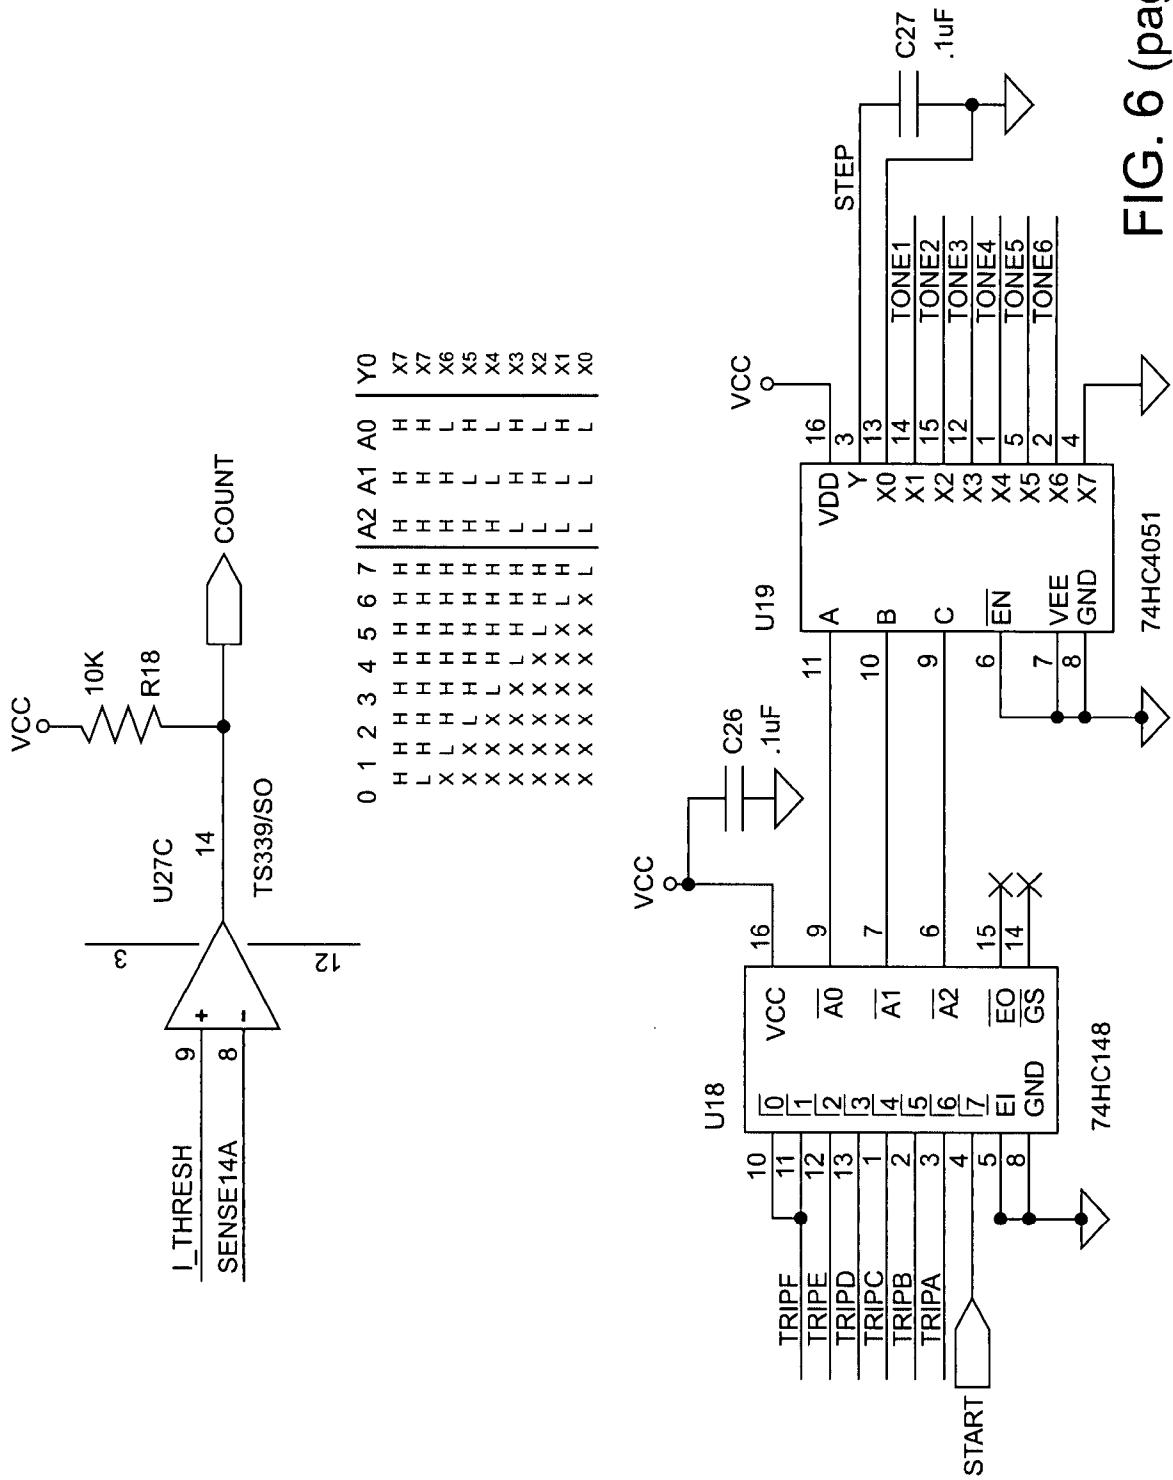 VCC
10K
R18
U27C
3
I_THRESH
9
+
14
COUNT
SENSE14A
8
-
TS339/SO
12
0 1 2 3 4 5 6 7 A2 A1 A0 Y0
H H H H H H H H H H H X7
L H H H H H H H H H H X7
X L H H H H H H H H L X6
X X L H H H H H H L H X5
X X X L H H H H H L L X4
X X X X L H H H L H H X3
X X X X X L H H L H L X2
X X X X X X L H L L H X1
X X X X X X X L L L L X0
VCC
C26
.1uF
U18
10 0 VCC 16
TRIPF 11 1
TRIPE 12 2 A0 9
TRIPD 13 3
TRIPC 1 4 A1 7
TRIPB 2 5
TRIPA 3 6 A2 6
START 4 7
5 EI EO 15
8 GND GS 14
74HC148
VCC
U19
VDD 16
11 A Y 3 STEP
X0 13
10 B X1 14 TONE1
X2 15 TONE2
9 C X3 12 TONE3
6 EN X4 1 TONE4
X5 5 TONE5
7 VEE X6 2 TONE6
8 GND X7 4
74HC4051
C27
.1uF
FIG. 6 (pag